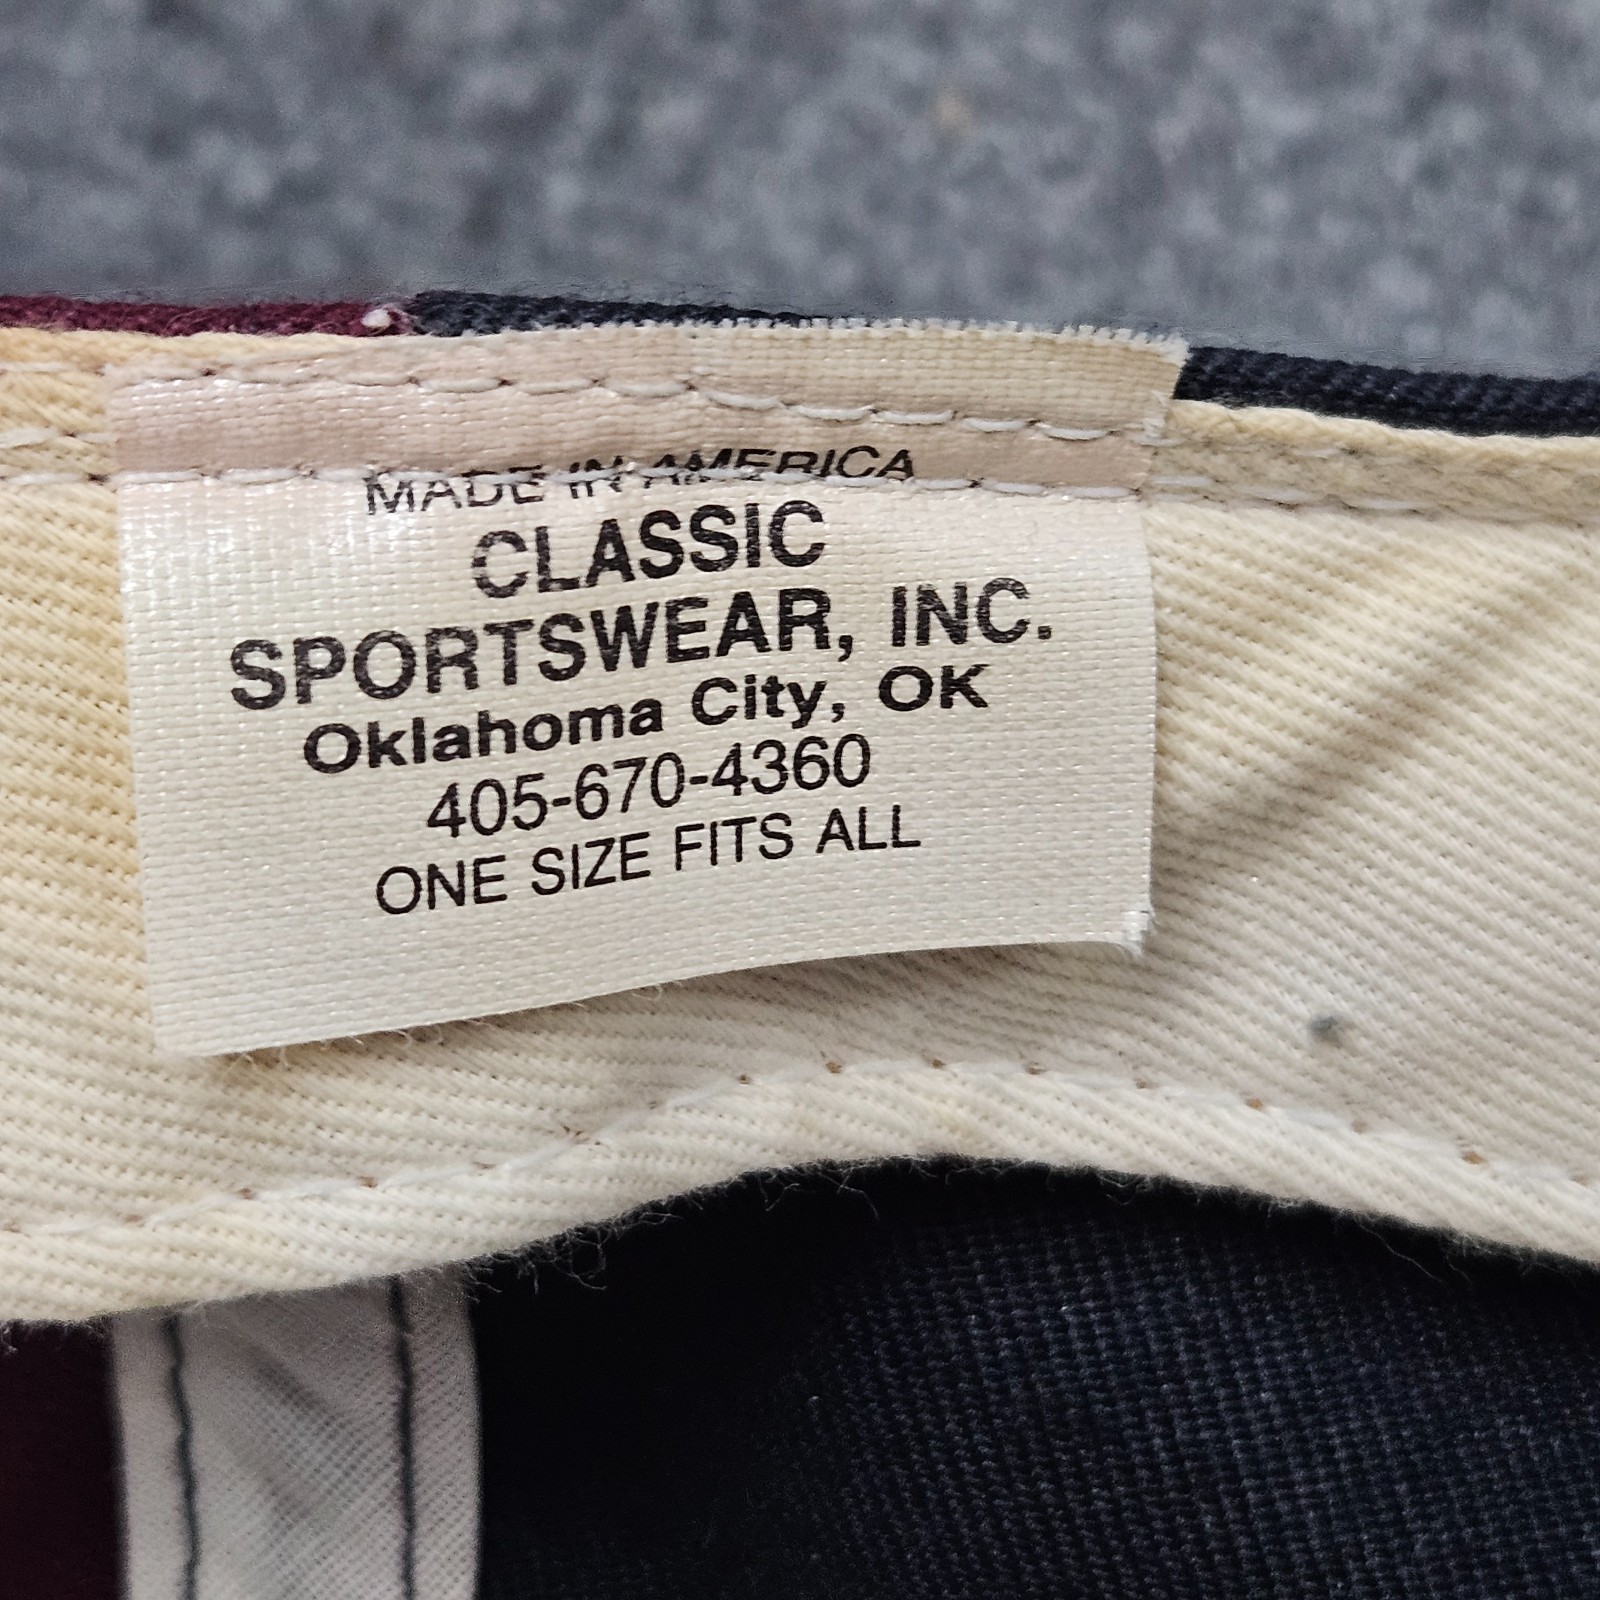 MADE IN AMERICA
CLASSIC
SPORTSWEAR, INC.
Oklahoma City, OK
405-670-4360
ONE SIZE FITS ALL